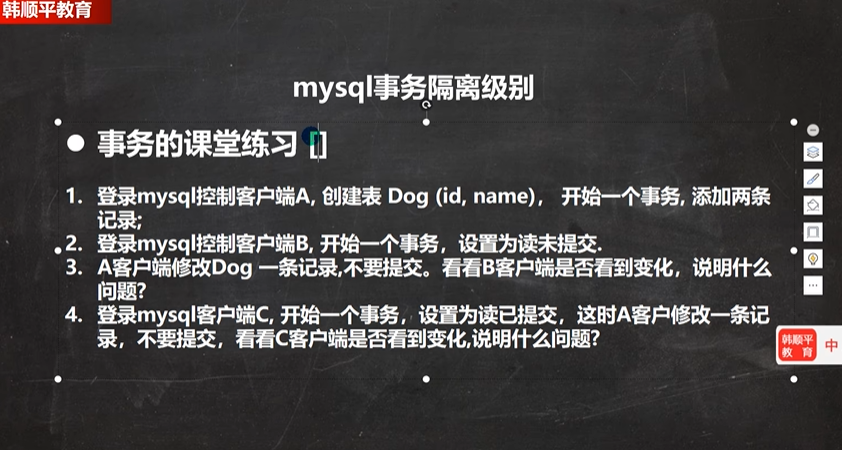 韩顺平教育
mysql事务隔离级别
事务的课堂练习 []
1. 登录mysql控制客户端A, 创建表 Dog (id, name)， 开始一个事务, 添加两条
记录;
2. 登录mysql控制客户端B, 开始一个事务，设置为读未提交.
3. A客户端修改Dog 一条记录,不要提交。看看B客户端是否看到变化，说明什么
问题?
4. 登录mysql客户端C, 开始一个事务，设置为读已提交，这时A客户修改一条记
录，不要提交，看看C客户端是否看到变化,说明什么问题?
韩顺平
教 育
中